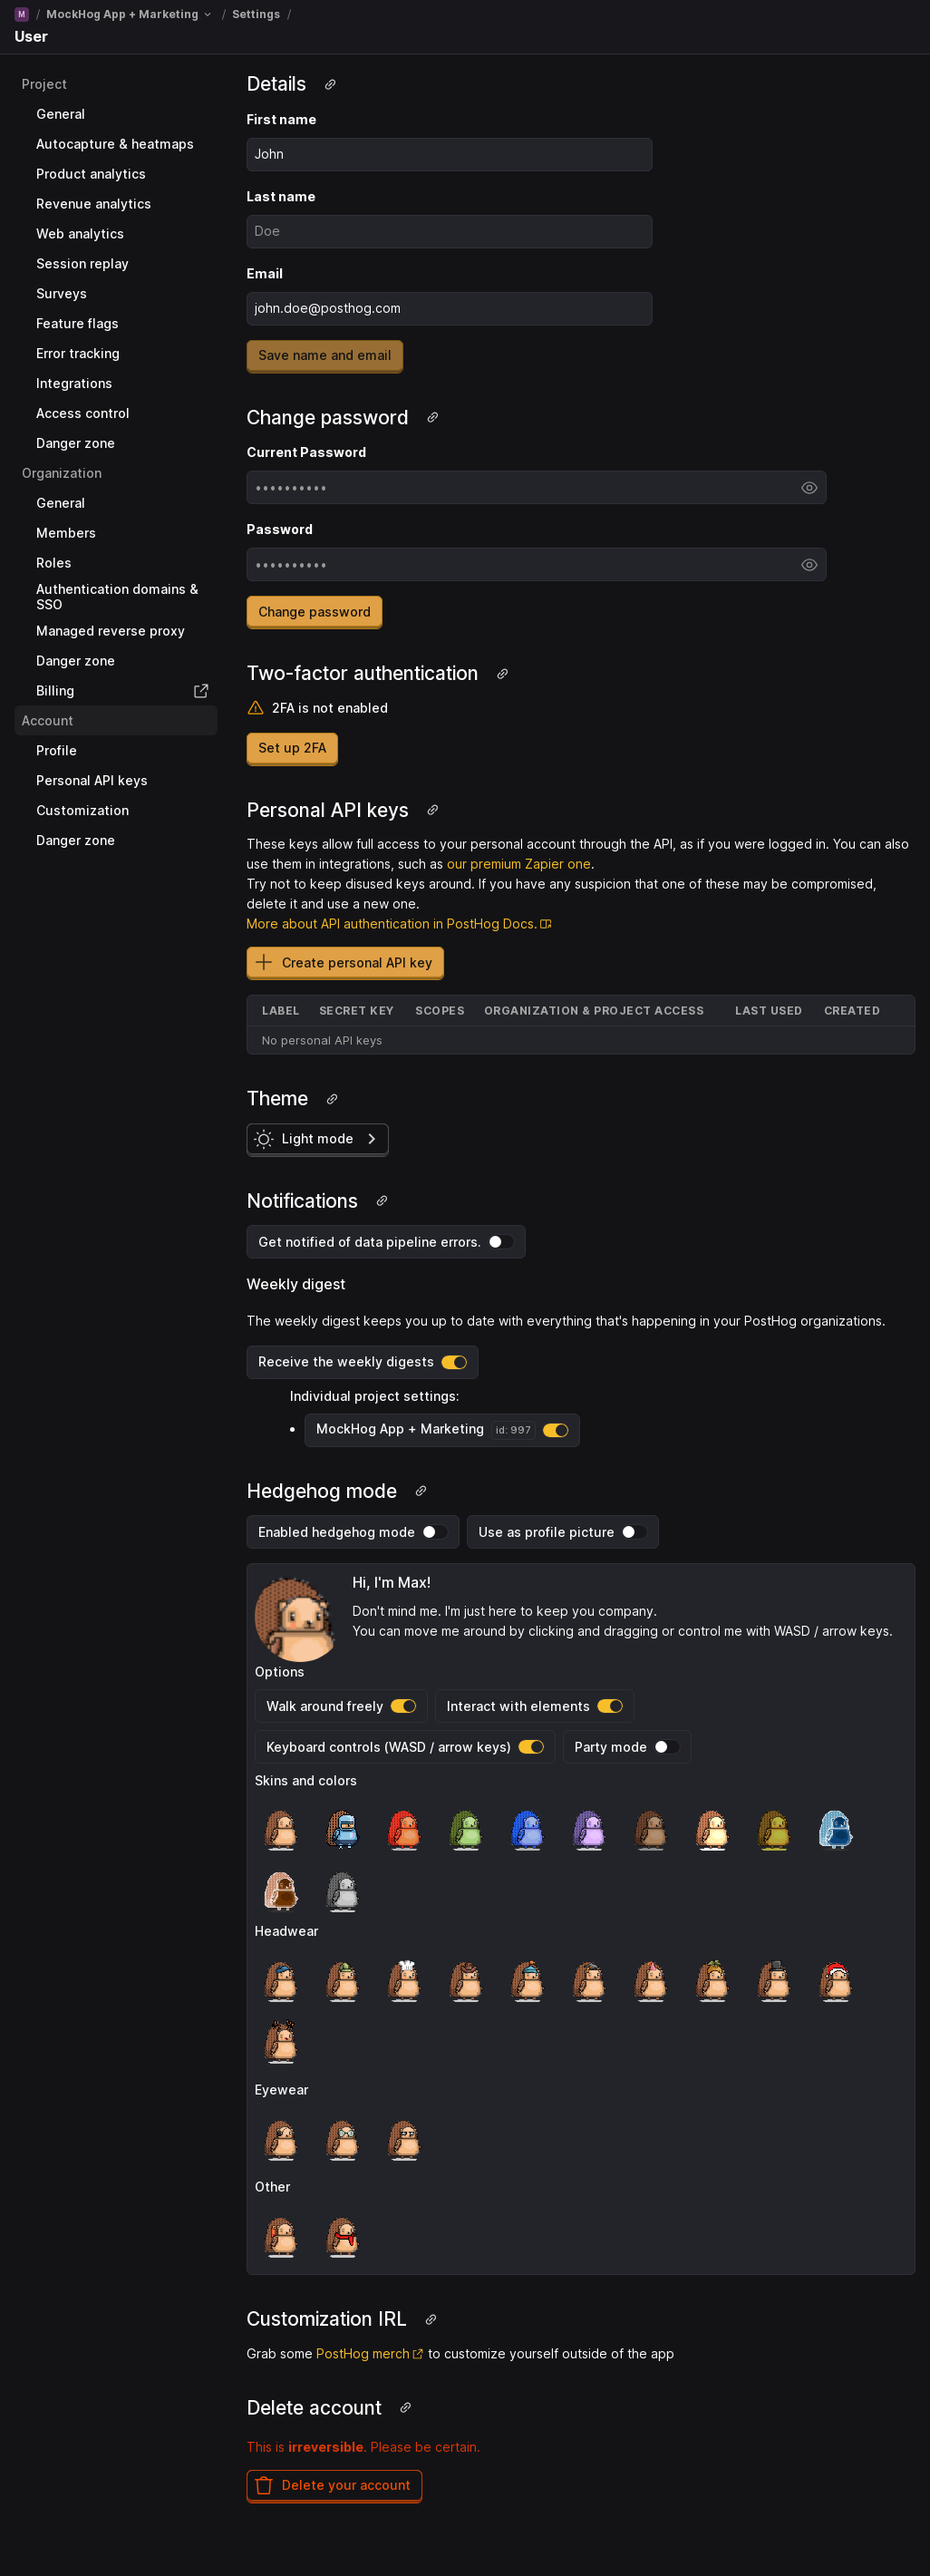 M / MockHog App + Marketing / Settings /
User
Project
General
Autocapture & heatmaps
Product analytics
Revenue analytics
Web analytics
Session replay
Surveys
Feature flags
Error tracking
Integrations
Access control
Danger zone
Organization
General
Members
Roles
Authentication domains &
SSO
Managed reverse proxy
Danger zone
Billing
Account
Profile
Personal API keys
Customization
Danger zone
Details
First name
John
Last name
Doe
Email
john.doe@posthog.com
Save name and email
Change password
Current Password
••••••••••
Password
••••••••••
Change password
Two-factor authentication
2FA is not enabled
Set up 2FA
Personal API keys
These keys allow full access to your personal account through the API, as if you were logged in. You can also
use them in integrations, such as our premium Zapier one.
Try not to keep disused keys around. If you have any suspicion that one of these may be compromised,
delete it and use a new one.
More about API authentication in PostHog Docs.
Create personal API key
LABEL SECRET KEY SCOPES ORGANIZATION & PROJECT ACCESS LAST USED CREATED
No personal API keys
Theme
Light mode
Notifications
Get notified of data pipeline errors.
Weekly digest
The weekly digest keeps you up to date with everything that's happening in your PostHog organizations.
Receive the weekly digests
Individual project settings:
• MockHog App + Marketing id: 997
Hedgehog mode
Enabled hedgehog mode Use as profile picture
Hi, I'm Max!
Don't mind me. I'm just here to keep you company.
You can move me around by clicking and dragging or control me with WASD / arrow keys.
Options
Walk around freely Interact with elements
Keyboard controls (WASD / arrow keys) Party mode
Skins and colors
Headwear
Eyewear
Other
Customization IRL
Grab some PostHog merch to customize yourself outside of the app
Delete account
This is irreversible. Please be certain.
Delete your account